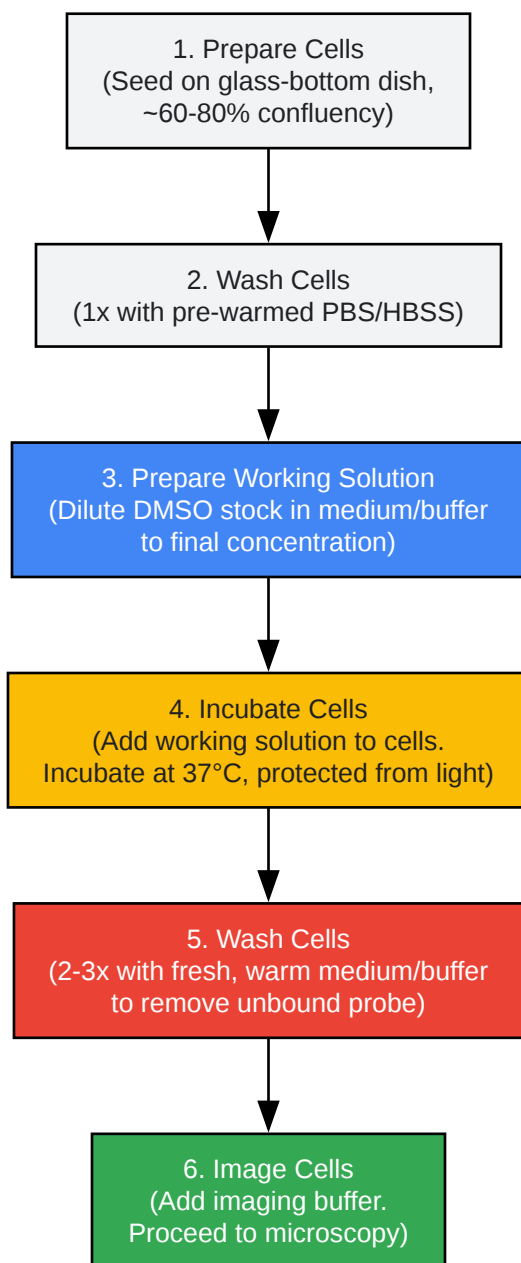 1. Prepare Cells
(Seed on glass-bottom dish,
~60-80% confluency)
2. Wash Cells
(1x with pre-warmed PBS/HBSS)
3. Prepare Working Solution
(Dilute DMSO stock in medium/buffer
to final concentration)
4. Incubate Cells
(Add working solution to cells.
Incubate at 37°C, protected from light)
5. Wash Cells
(2-3x with fresh, warm medium/buffer
to remove unbound probe)
6. Image Cells
(Add imaging buffer.
Proceed to microscopy)